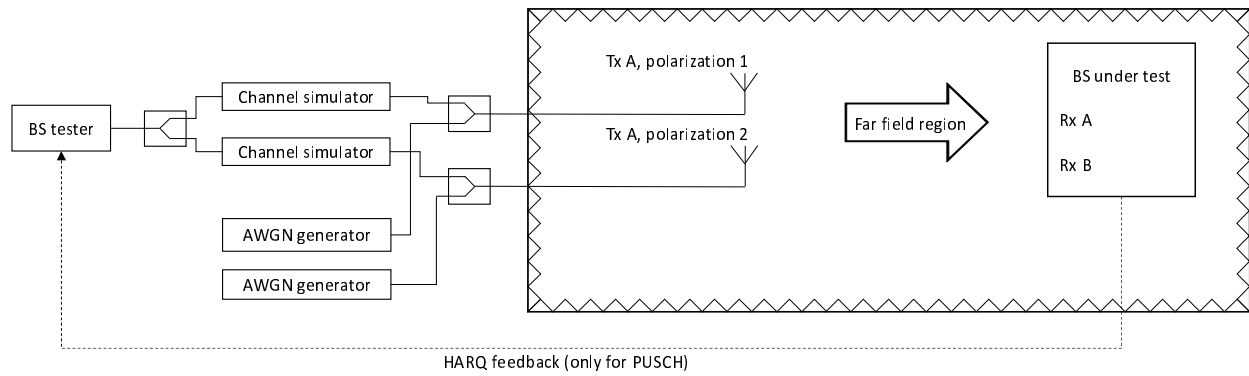 BS tester
Channel simulator
Channel simulator
AWGN generator
AWGN generator
Tx A, polarization 1
Tx A, polarization 2
Far field region
BS under test
Rx A
Rx B
HARQ feedback (only for PUSCH)